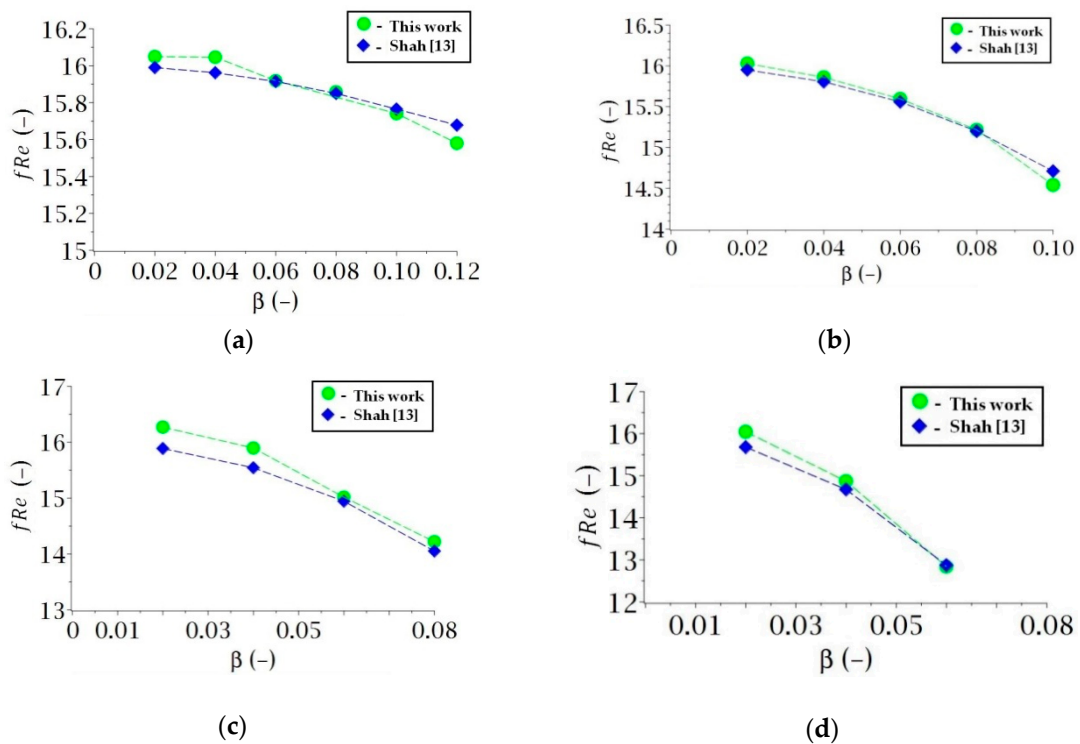 16.2
16
15.8
15.6
15.4
15.2
15
fRe (–)
- This work
- Shah [13]
0 0.02 0.04 0.06 0.08 0.10 0.12
β (–)
(a)
16.5
16
15.5
15
14.5
14
fRe (–)
- This work
- Shah [13]
0 0.02 0.04 0.06 0.08 0.10
β (–)
(b)
17
16
15
14
13
fRe (–)
- This work
- Shah [13]
0 0.01 0.03 0.05 0.08
β (–)
(c)
17
16
15
14
13
12
fRe (–)
- This work
- Shah [13]
0.01 0.03 0.05 0.08
β (–)
(d)